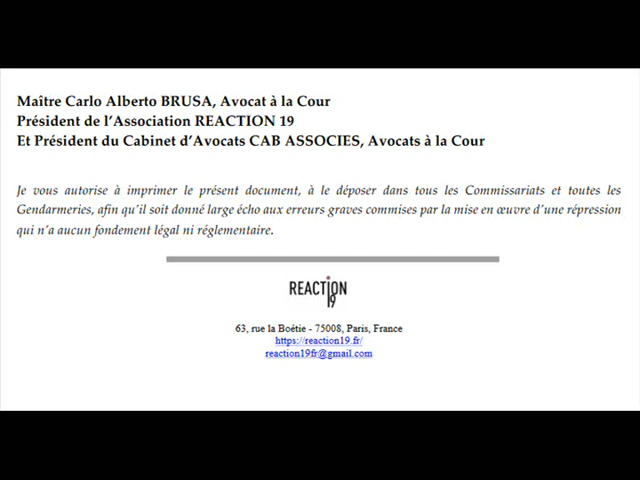 Maître Carlo Alberto BRUSA, Avocat à la Cour
Président de l'Association REACTION 19
Et Président du Cabinet d'Avocats CAB ASSOCIES, Avocats à la Cour
Je vous autorise à imprimer le présent document, à le déposer dans tous les Commissariats et toutes les
Gendarmeries, afin qu'il soit donné large écho aux erreurs graves commises par la mise en œuvre d'une répression
qui n'a aucun fondement légal ni réglementaire.
REACTION
19
63, rue la Boétie - 75008, Paris, France
https://reaction19.fr/
reaction19fr@gmail.com